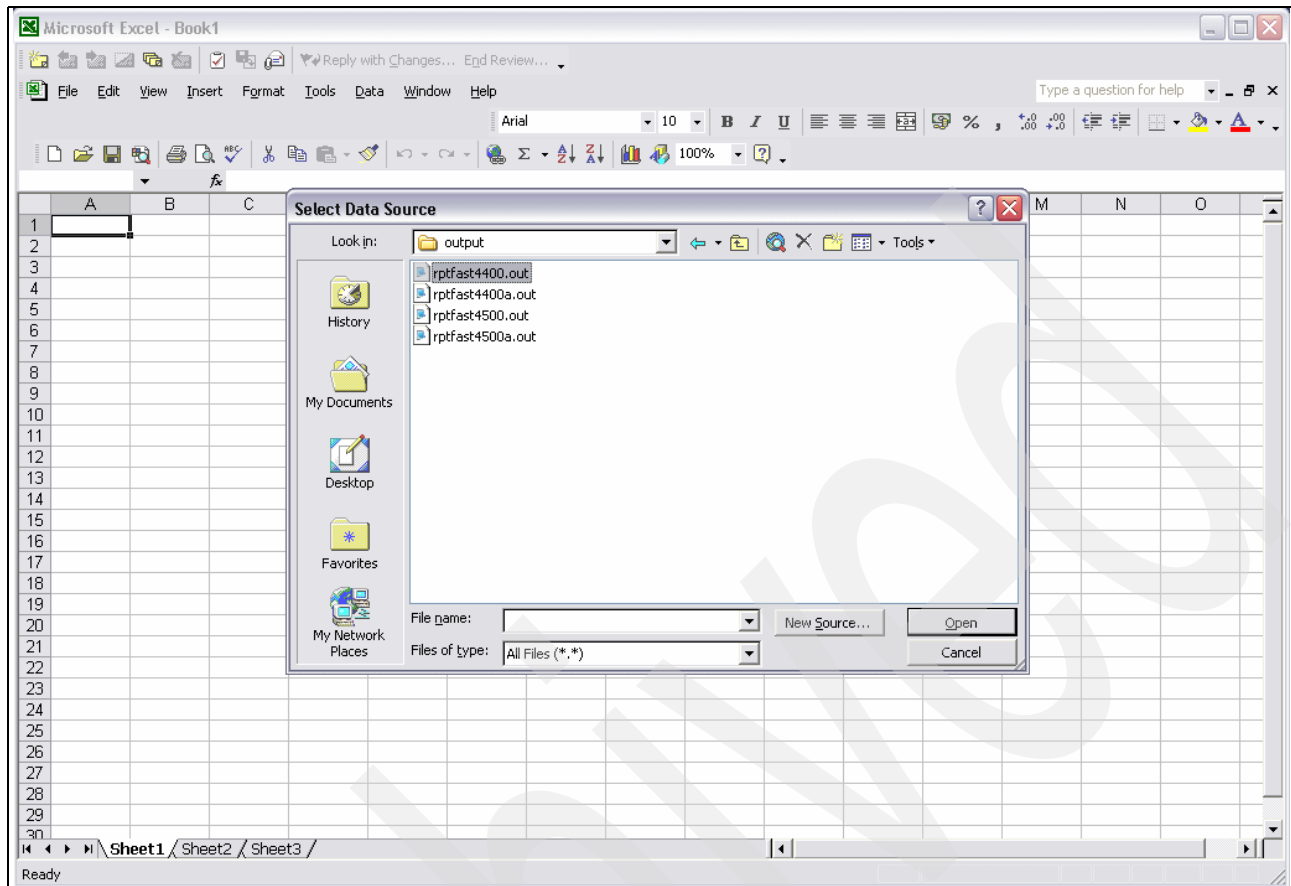 Microsoft Excel - Book1
Reply with Changes... End Review...
File Edit View Insert Format Tools Data Window Help
Type a question for help
Arial 10 B I U % , .00 .0
100%
fx
A B C M N O
Select Data Source
Look in: output Tools
rptfast4400.out
rptfast4400a.out
rptfast4500.out
rptfast4500a.out
History
My Documents
Desktop
Favorites
My Network Places
File name: New Source... Open
Files of type: All Files (*.*) Cancel
1
2
3
4
5
6
7
8
9
10
11
12
13
14
15
16
17
18
19
20
21
22
23
24
25
26
27
28
29
30
Sheet1 Sheet2 Sheet3
Ready